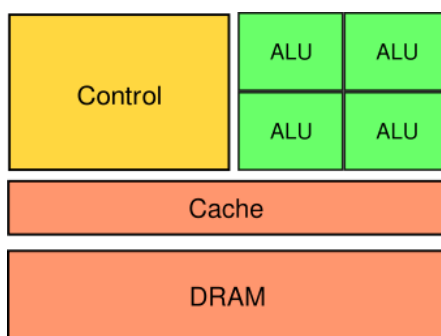 ALU ALU
Control
ALU ALU
Cache
DRAM